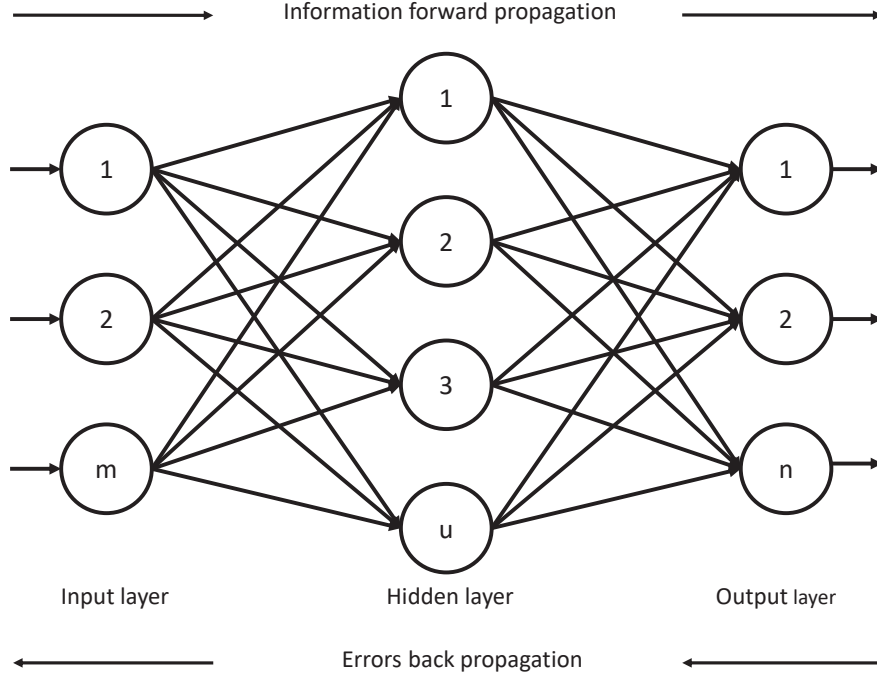 Information forward propagation
1
1
1
2
2
2
3
m
n
u
Input layer
Hidden layer
Output layer
Errors back propagation